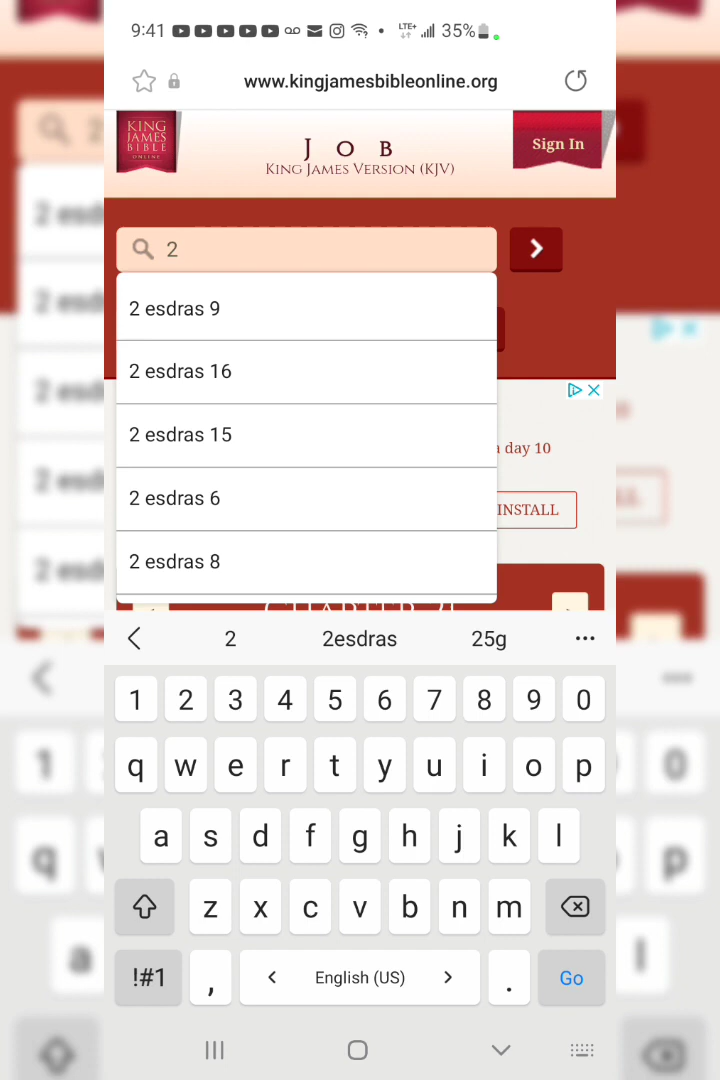 9:41 LTE+ 35%
www.kingjamesbibleonline.org
KING
JAMES
BIBLE
ONLINE
Job
King James Version (KJV)
Sign In
2
2 esdras 9
2 esdras 16
a day 10
2 esdras 15
2 esdras 6
INSTALL
2 esdras 8
2 2esdras 25g
1 2 3 4 5 6 7 8 9 0
q w e r t y u i o p
a s d f g h j k l
z x c v b n m
!#1 , < English (US) > . Go